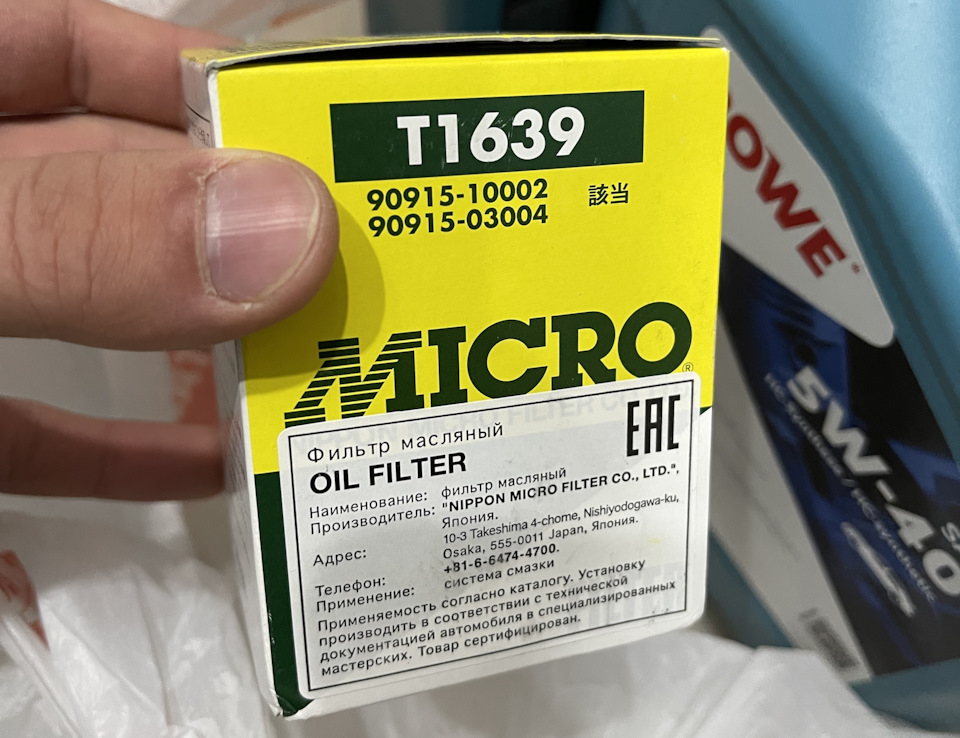 T1639
90915-10002 該当
90915-03004
MICRO®
Фильтр масляный
EAC
OIL FILTER
Наименование: фильтр масляный
Производитель: "NIPPON MICRO FILTER CO., LTD.",
Япония.
Адрес: 10-3 Takeshima 4-chome, Nishiyodogawa-ku,
Osaka, 555-0011 Japan, Япония.
Телефон: +81-6-6474-4700.
Применение: система смазки
Применяемость согласно каталогу. Установку
производить в соответствии с технической
документацией автомобиля в специализированных
мастерских. Товар сертифицирован.
OWE
5W-40